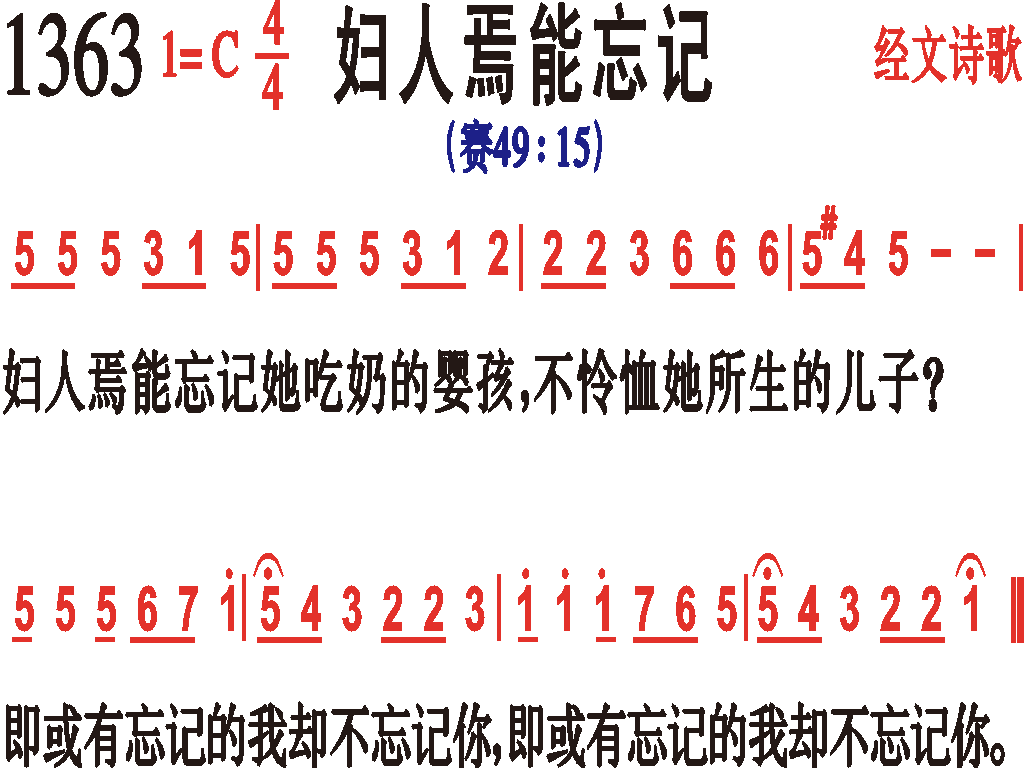 1363 1=C 4/4 妇人焉能忘记 经文诗歌
(赛49:15)
5 5 5 3 1 5 | 5 5 5 3 1 2 | 2 2 3 6 6 6 | 5 #4 5 - - |
妇人焉能忘记她吃奶的婴孩,不怜恤她所生的儿子?
5 5 5 6 7 i | 5 4 3 2 2 3 | i i i 7 6 5 | 5 4 3 2 2 i ‖
即或有忘记的我却不忘记你,即或有忘记的我却不忘记你。